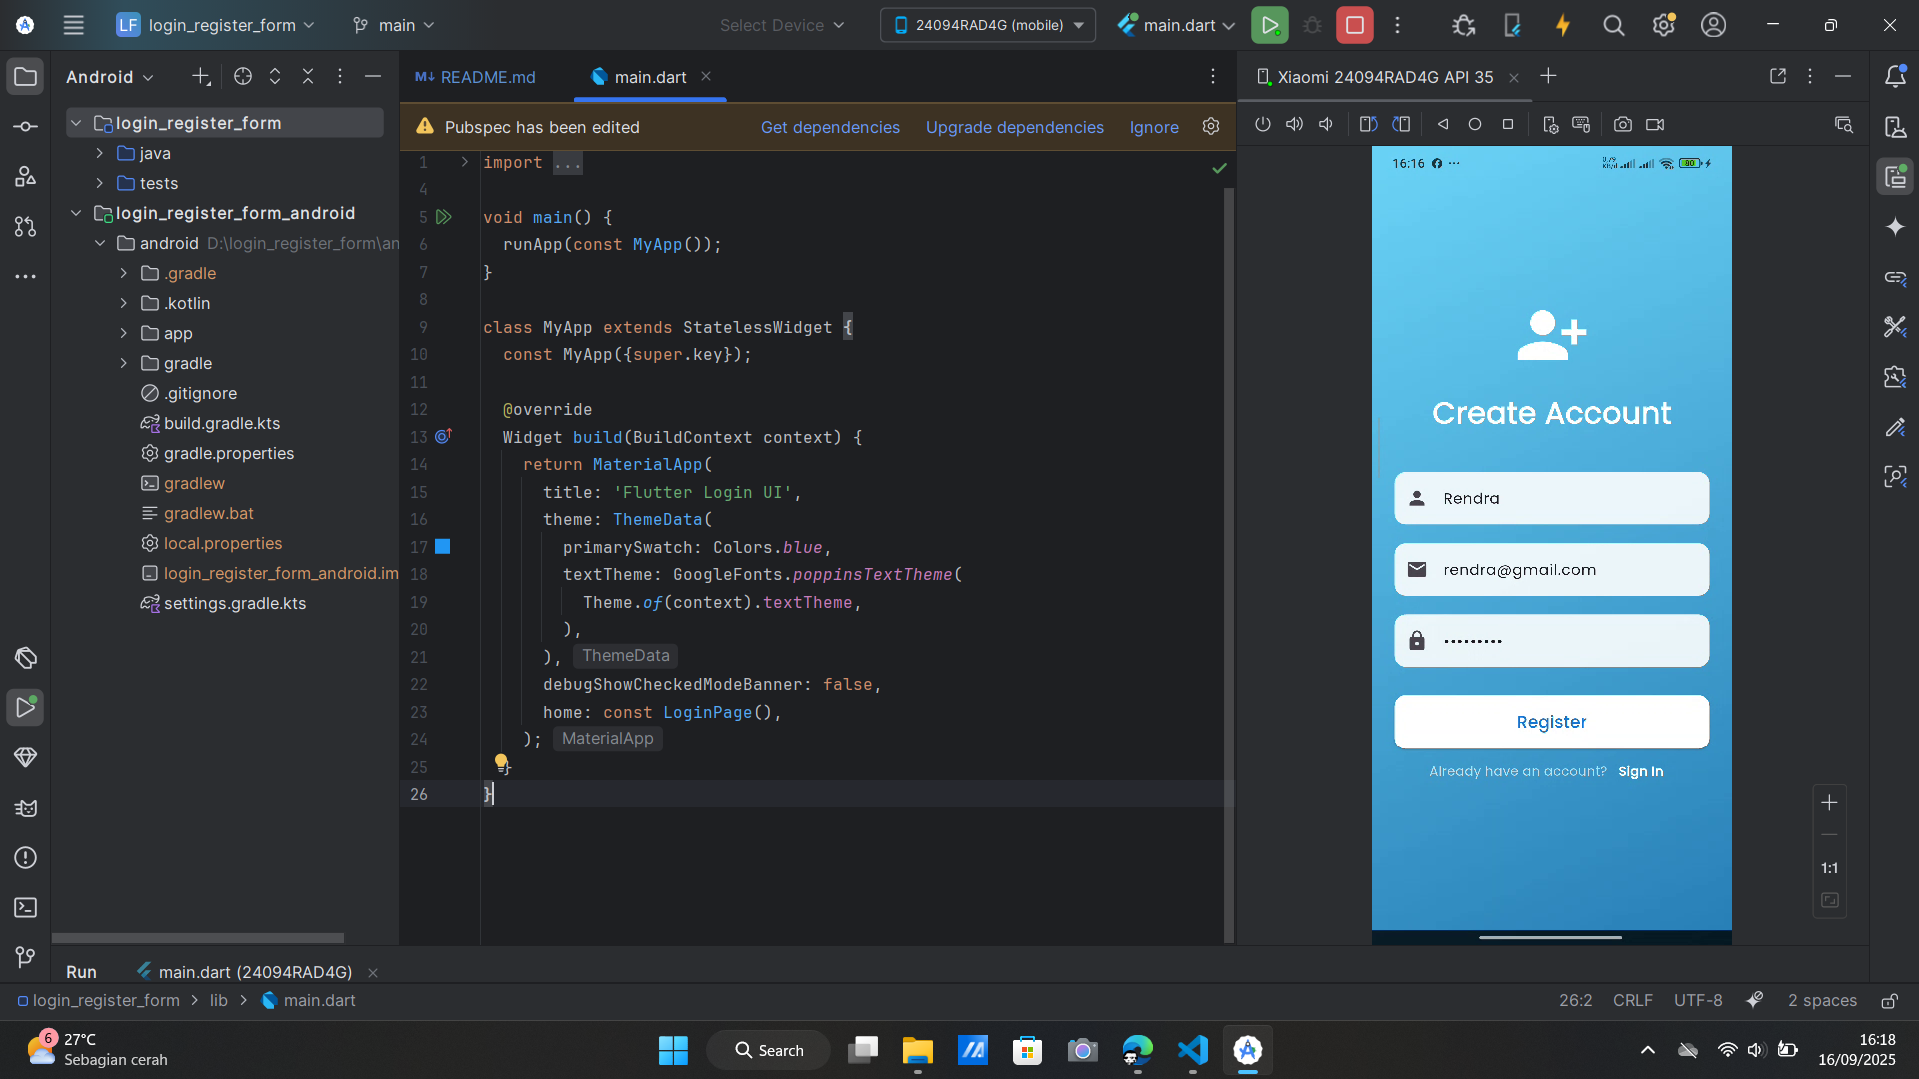 LF login_register_form
main
Select Device
24094RAD4G (mobile)
main.dart
Android
README.md
main.dart
Xiaomi 24094RAD4G API 35
login_register_form
java
tests
login_register_form_android
android D:\login_register_form\an
.gradle
.kotlin
app
gradle
.gitignore
build.gradle.kts
gradle.properties
gradlew
gradlew.bat
local.properties
login_register_form_android.im
settings.gradle.kts
Pubspec has been edited
Get dependencies
Upgrade dependencies
Ignore
1 import ...
4
5 void main() {
6 runApp(const MyApp());
7 }
8
9 class MyApp extends StatelessWidget {
10 const MyApp({super.key});
11
12 @override
13 Widget build(BuildContext context) {
14 return MaterialApp(
15 title: 'Flutter Login UI',
16 theme: ThemeData(
17 primarySwatch: Colors.blue,
18 textTheme: GoogleFonts.poppinsTextTheme(
19 Theme.of(context).textTheme,
20 ),
21 ), ThemeData
22 debugShowCheckedModeBanner: false,
23 home: const LoginPage(),
24 ); MaterialApp
25 }
26 }
16:16
80
Create Account
Rendra
rendra@gmail.com
•••••••••
Register
Already have an account? Sign In
1:1
Run
main.dart (24094RAD4G)
login_register_form > lib > main.dart
26:2
CRLF
UTF-8
2 spaces
6
27°C
Sebagian cerah
Search
16:18
16/09/2025